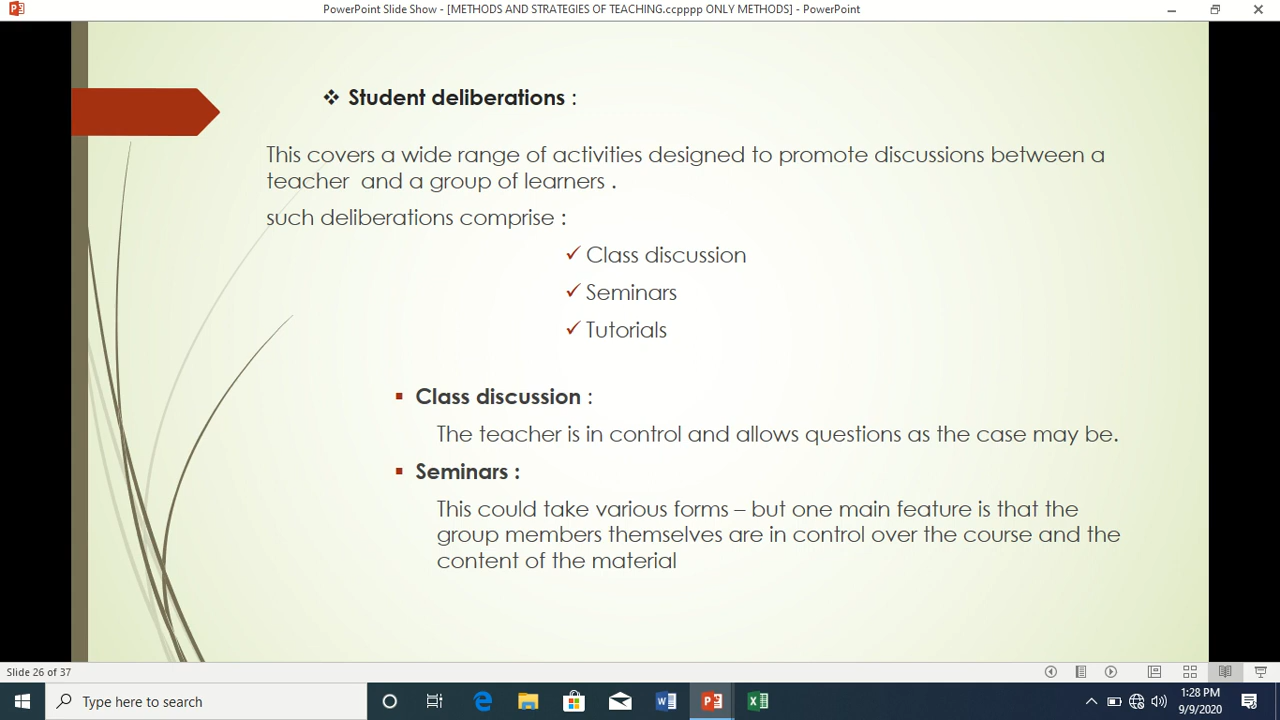 PowerPoint Slide Show - [METHODS AND STRATEGIES OF TEACHING.ccpppp ONLY METHODS] - PowerPoint
❖ Student deliberations :
This covers a wide range of activities designed to promote discussions between a
teacher and a group of learners .
such deliberations comprise :
✓ Class discussion
✓ Seminars
✓ Tutorials
▪ Class discussion :
The teacher is in control and allows questions as the case may be.
▪ Seminars :
This could take various forms – but one main feature is that the
group members themselves are in control over the course and the
content of the material
Slide 26 of 37
Type here to search
1:28 PM
9/9/2020